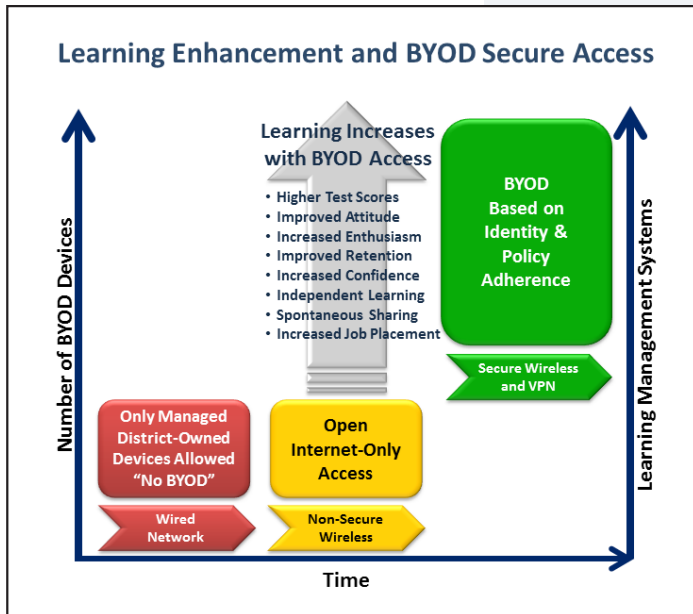 Learning Enhancement and BYOD Secure Access
Number of BYOD Devices
Learning Increases
with BYOD Access
• Higher Test Scores
• Improved Attitude
• Increased Enthusiasm
• Improved Retention
• Increased Confidence
• Independent Learning
• Spontaneous Sharing
• Increased Job Placement
BYOD
Based on
Identity &
Policy
Adherence
Secure Wireless
and VPN
Learning Management Systems
Only Managed
District-Owned
Devices Allowed
“No BYOD”
Wired
Network
Open
Internet-Only
Access
Non-Secure
Wireless
Time